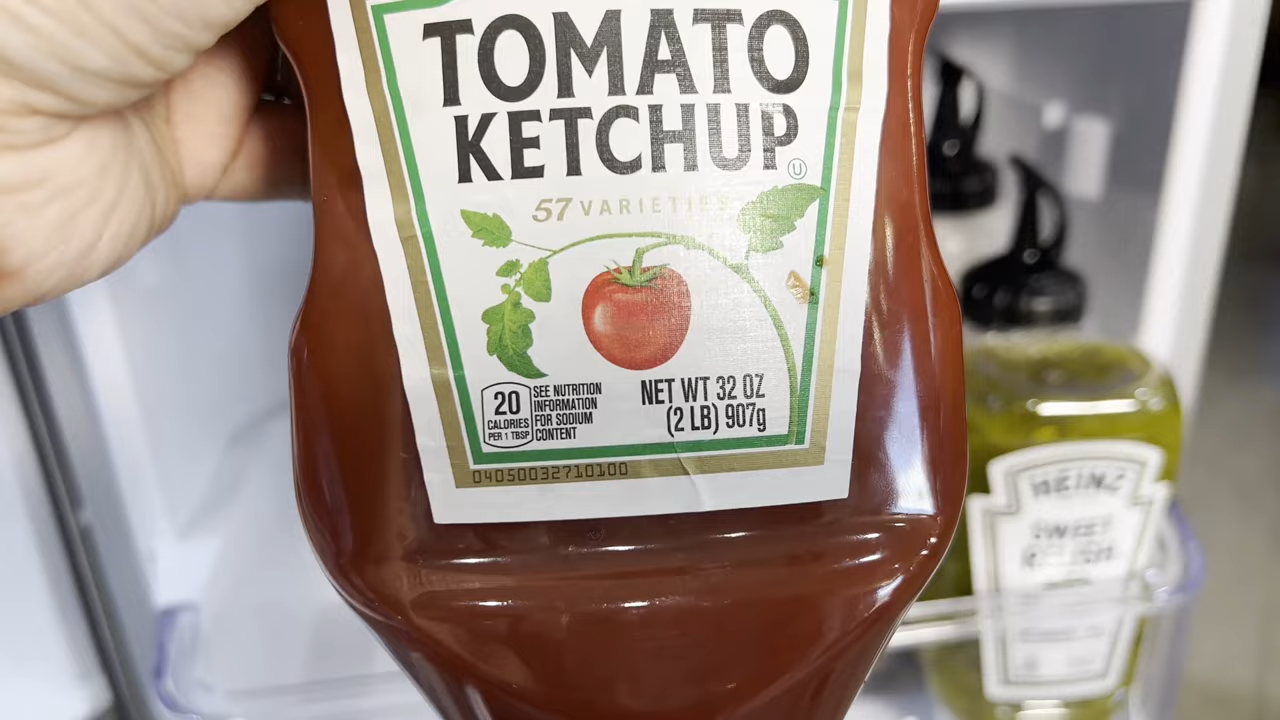 TOMATO
KETCHUP
U
57 VARIETIES
20
CALORIES
PER 1 TBSP
SEE NUTRITION
INFORMATION
FOR SODIUM
CONTENT
NET WT 32 OZ
(2 LB) 907g
04050032710100
HEINZ
SWEET
RELISH